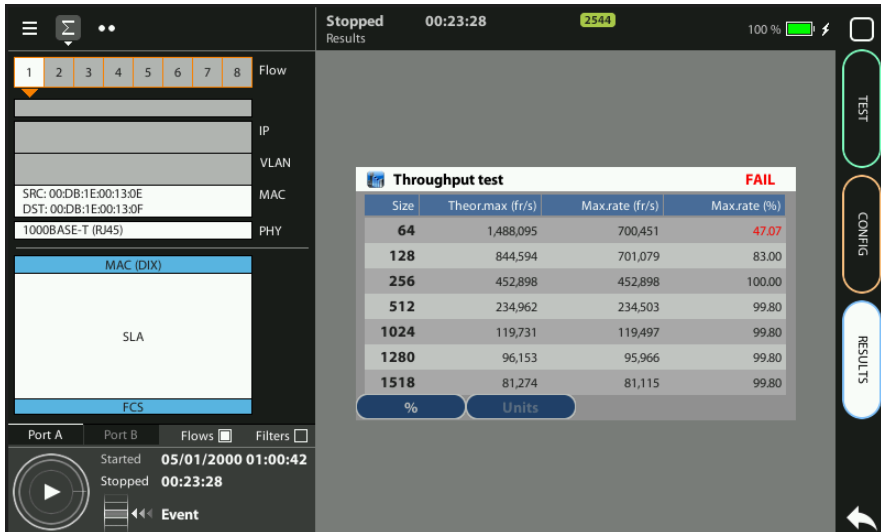 Σ
Stopped 00:23:28 2544
Results
100 %
1 2 3 4 5 6 7 8 Flow
IP
VLAN
SRC: 00:DB:1E:00:13:0E
DST: 00:DB:1E:00:13:0F
MAC
1000BASE-T (RJ45) PHY
MAC (DIX)
SLA
FCS
Port A Port B Flows Filters
Started 05/01/2000 01:00:42
Stopped 00:23:28
Event
Throughput test FAIL
Size Theor.max (fr/s) Max.rate (fr/s) Max.rate (%)
64 1,488,095 700,451 47.07
128 844,594 701,079 83.00
256 452,898 452,898 100.00
512 234,962 234,503 99.80
1024 119,731 119,497 99.80
1280 96,153 95,966 99.80
1518 81,274 81,115 99.80
% Units
TEST
CONFIG
RESULTS